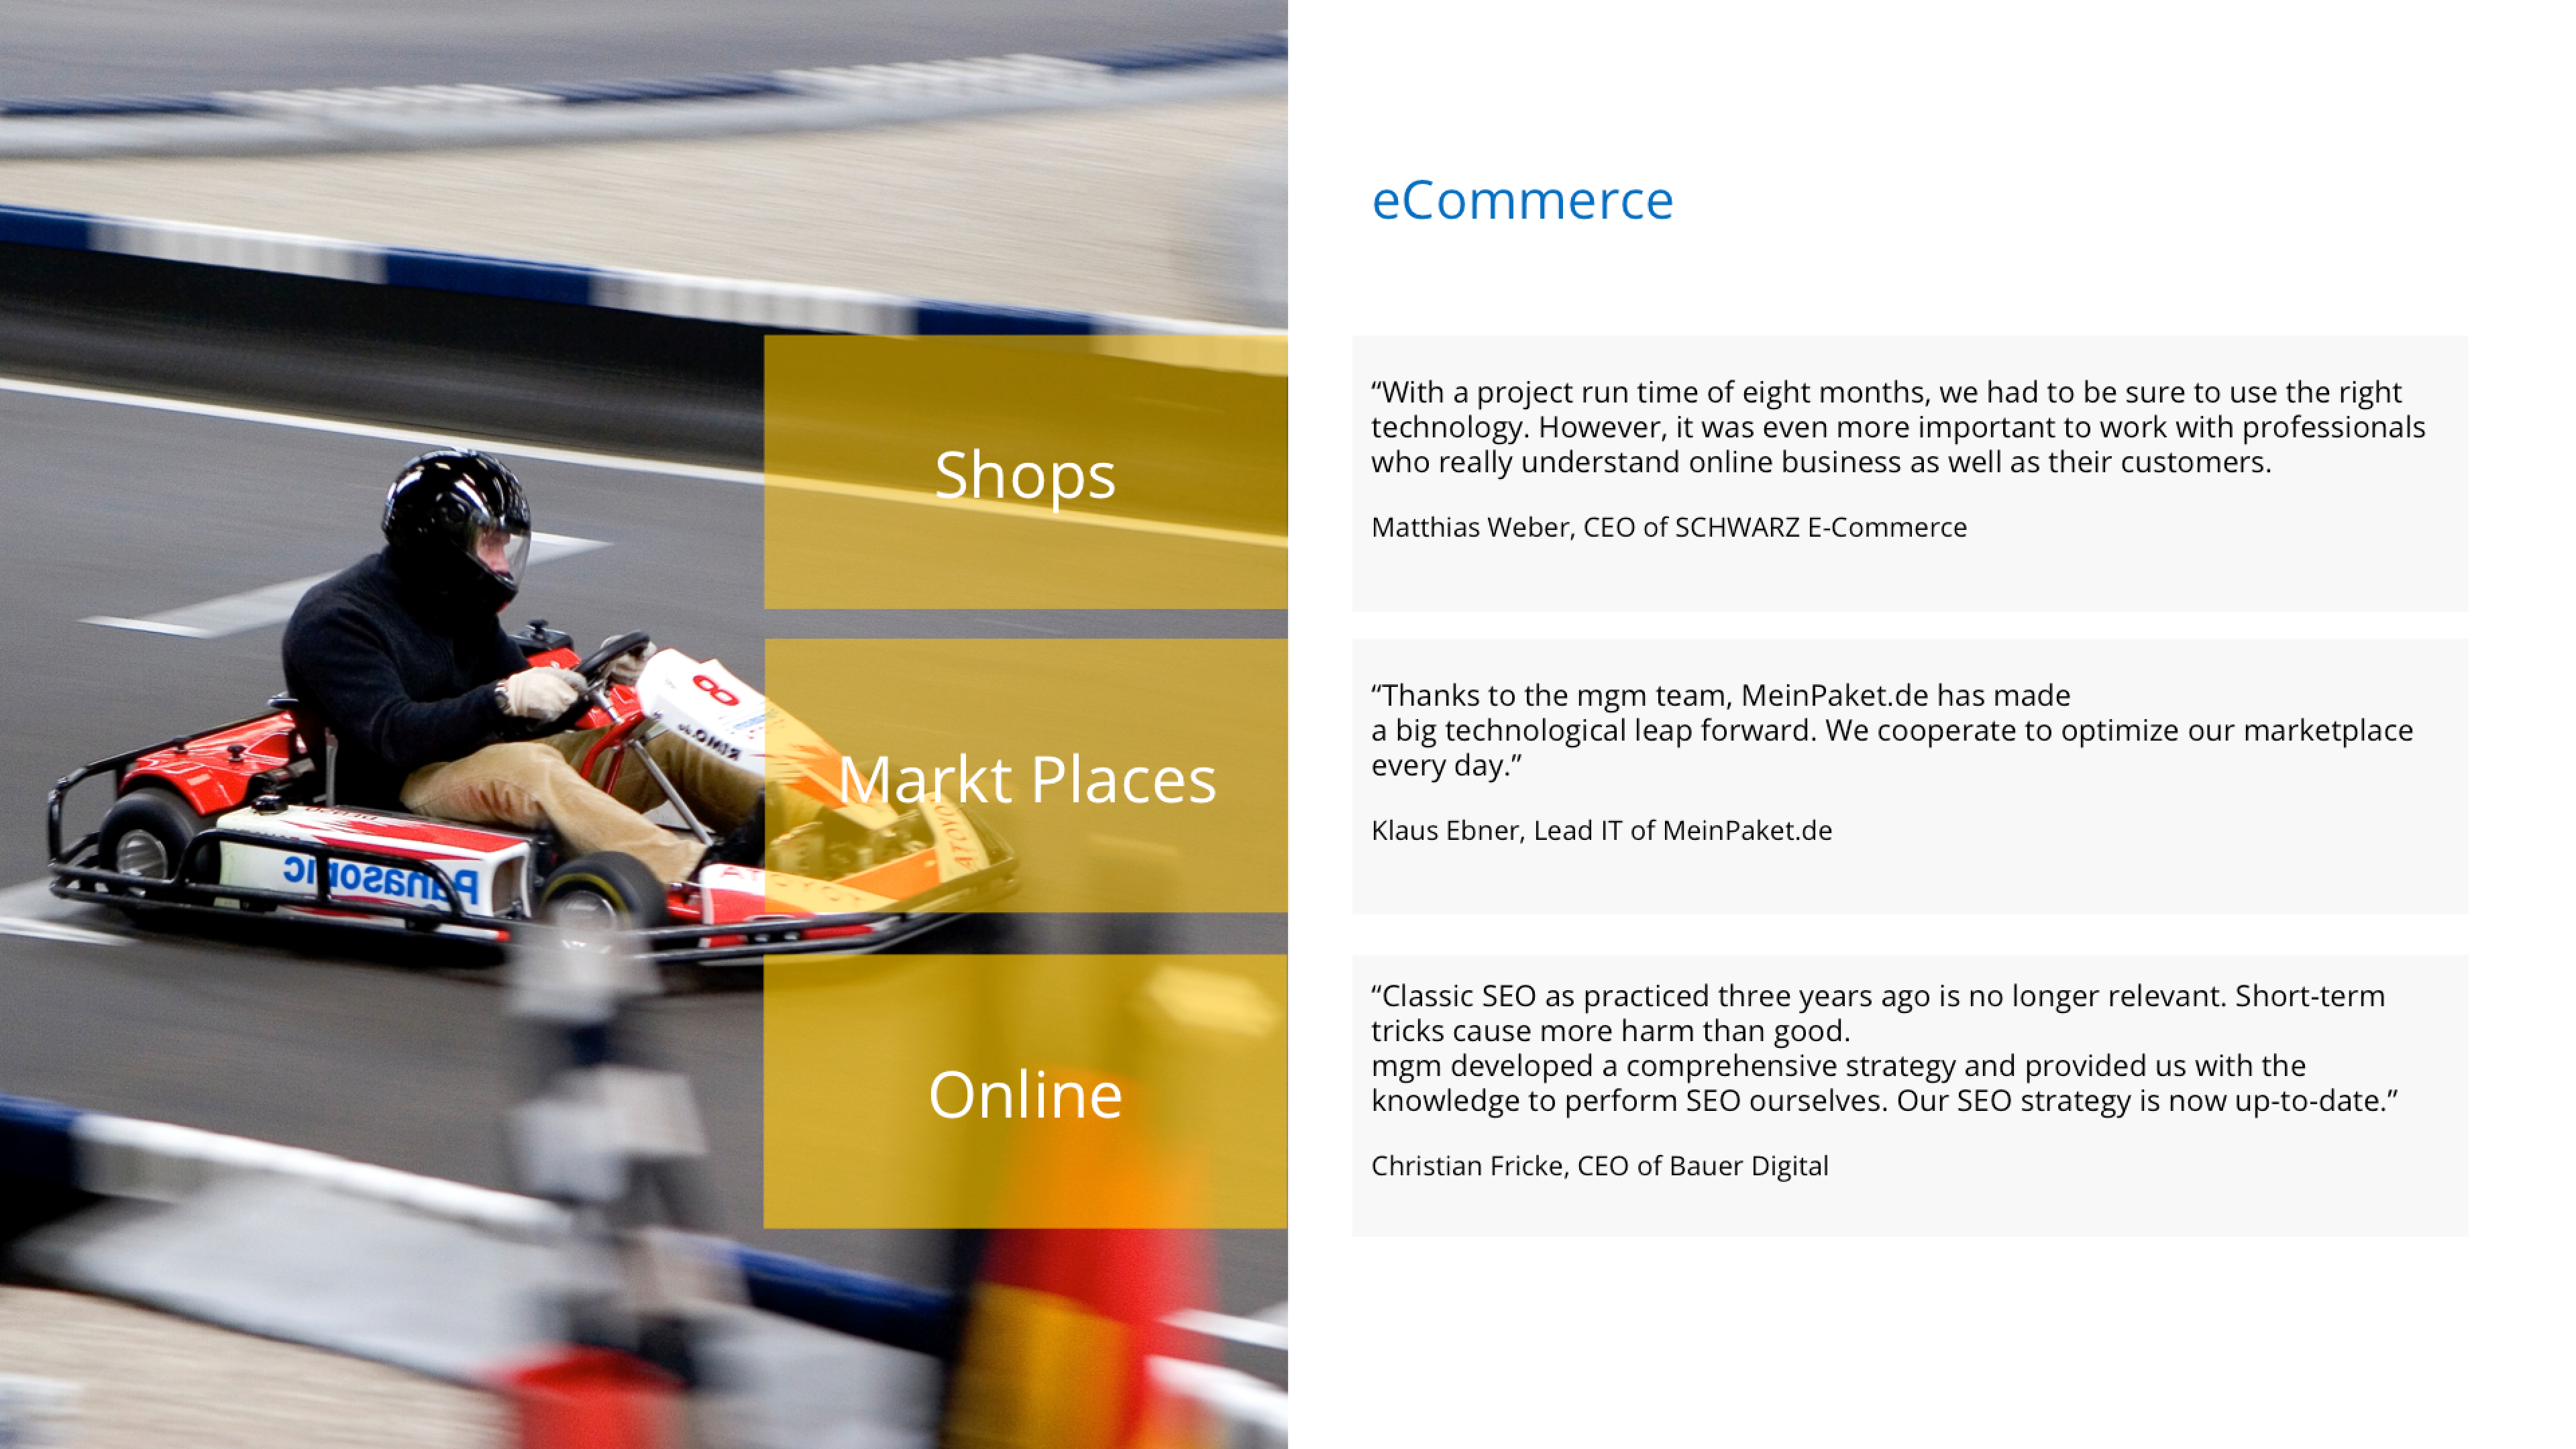 eCommerce
Shops
“With a project run time of eight months, we had to be sure to use the right
technology. However, it was even more important to work with professionals
who really understand online business as well as their customers.
Matthias Weber, CEO of SCHWARZ E-Commerce
Markt Places
“Thanks to the mgm team, MeinPaket.de has made
a big technological leap forward. We cooperate to optimize our marketplace
every day.”
Klaus Ebner, Lead IT of MeinPaket.de
Online
“Classic SEO as practiced three years ago is no longer relevant. Short-term
tricks cause more harm than good.
mgm developed a comprehensive strategy and provided us with the
knowledge to perform SEO ourselves. Our SEO strategy is now up-to-date.”
Christian Fricke, CEO of Bauer Digital
8
Panasonic
TOYOTA